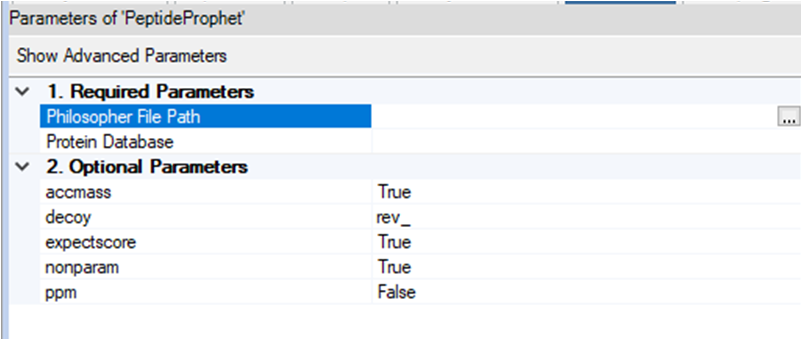 Parameters of 'PeptideProphet'
Show Advanced Parameters
1. Required Parameters
Philosopher File Path ...
Protein Database
2. Optional Parameters
accmass True
decoy rev_
expectscore True
nonparam True
ppm False